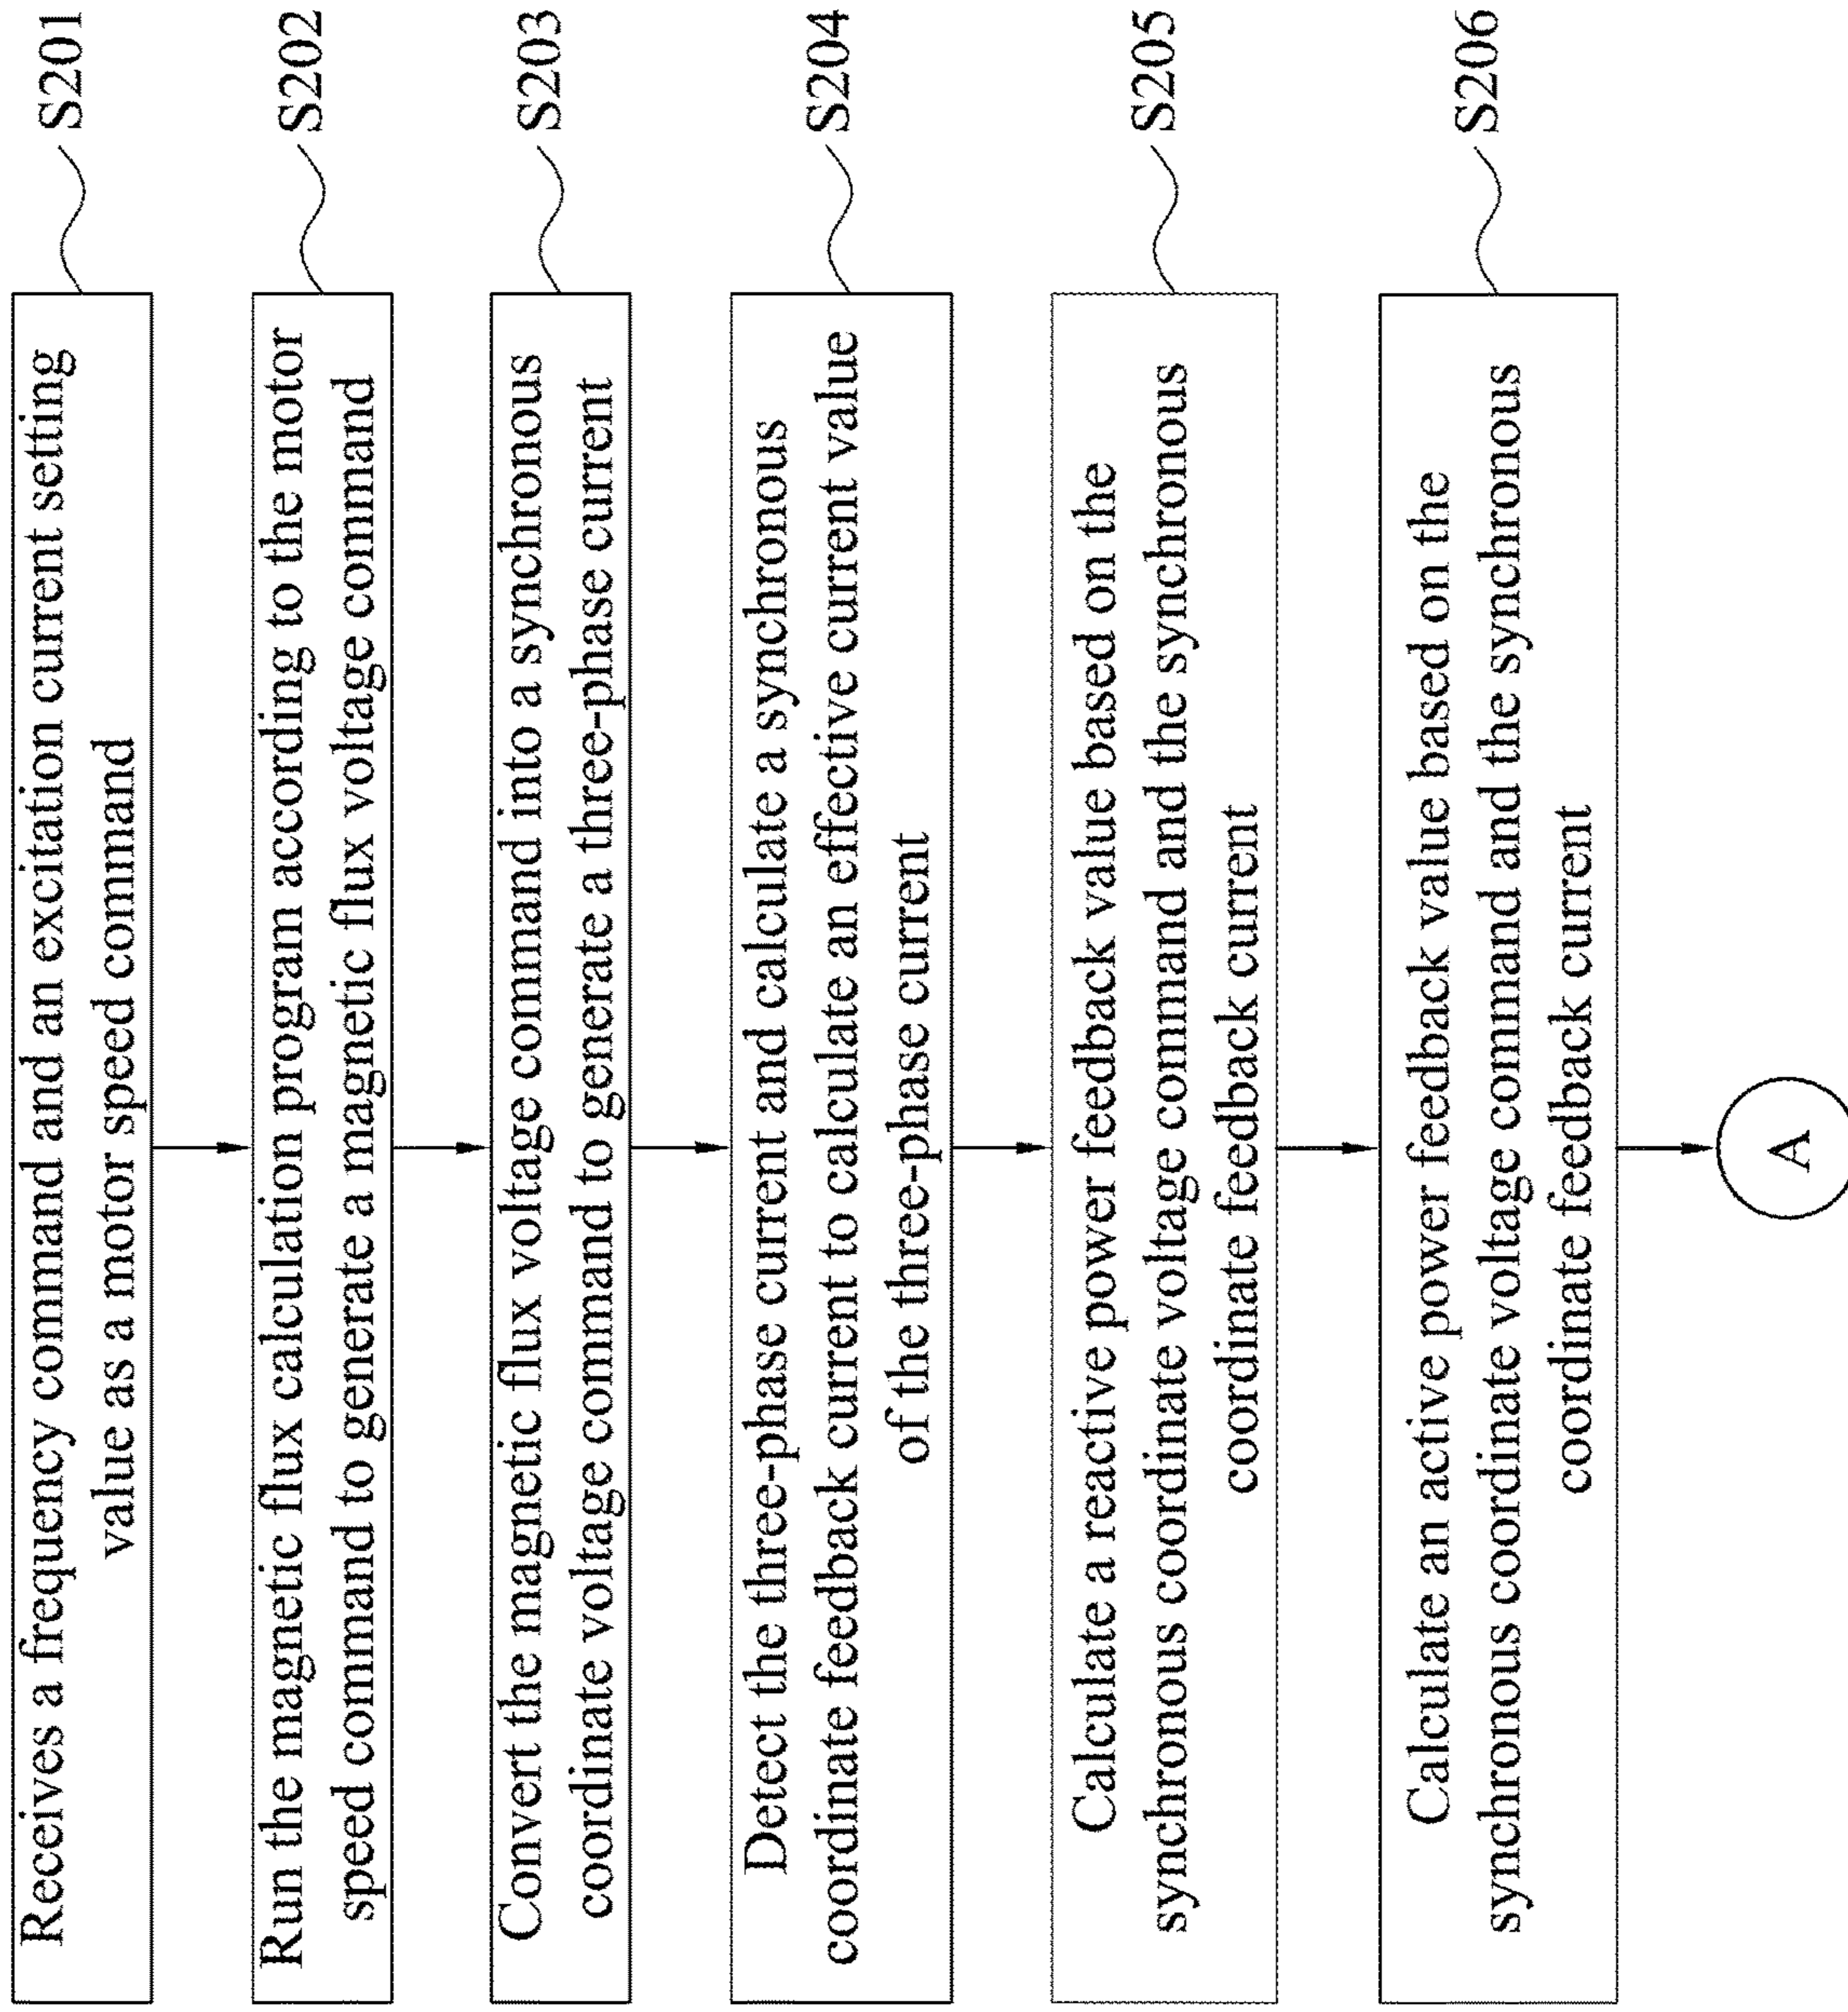 Receives a frequency command and an excitation current setting
value as a motor speed command
S201
Run the magnetic flux calculation program according to the motor
speed command to generate a magnetic flux voltage command
S202
Convert the magnetic flux voltage command into a synchronous
coordinate voltage command to generate a three-phase current
S203
Detect the three-phase current and calculate a synchronous
coordinate feedback current to calculate an effective current value
of the three-phase current
S204
Calculate a reactive power feedback value based on the
synchronous coordinate voltage command and the synchronous
coordinate feedback current
S205
Calculate an active power feedback value based on the
synchronous coordinate voltage command and the synchronous
coordinate feedback current
S206
A